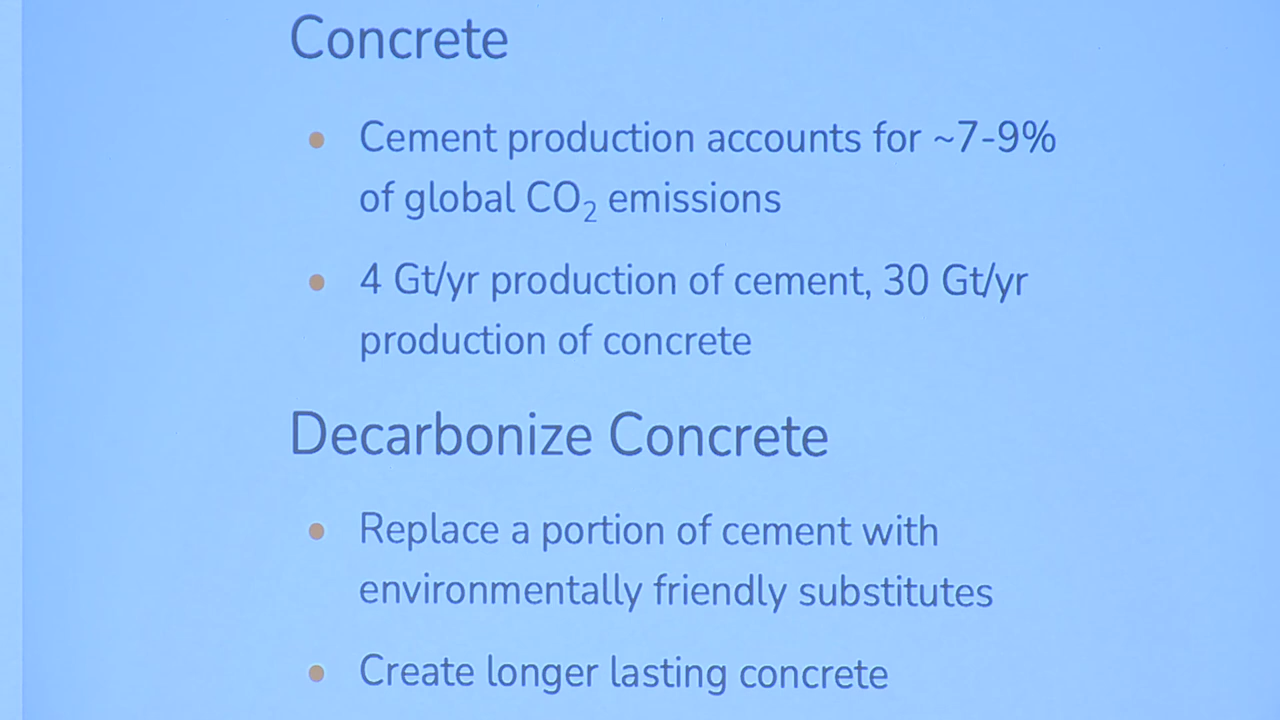 Concrete
• Cement production accounts for ~7-9%
of global CO₂ emissions
• 4 Gt/yr production of cement, 30 Gt/yr
production of concrete
Decarbonize Concrete
• Replace a portion of cement with
environmentally friendly substitutes
• Create longer lasting concrete